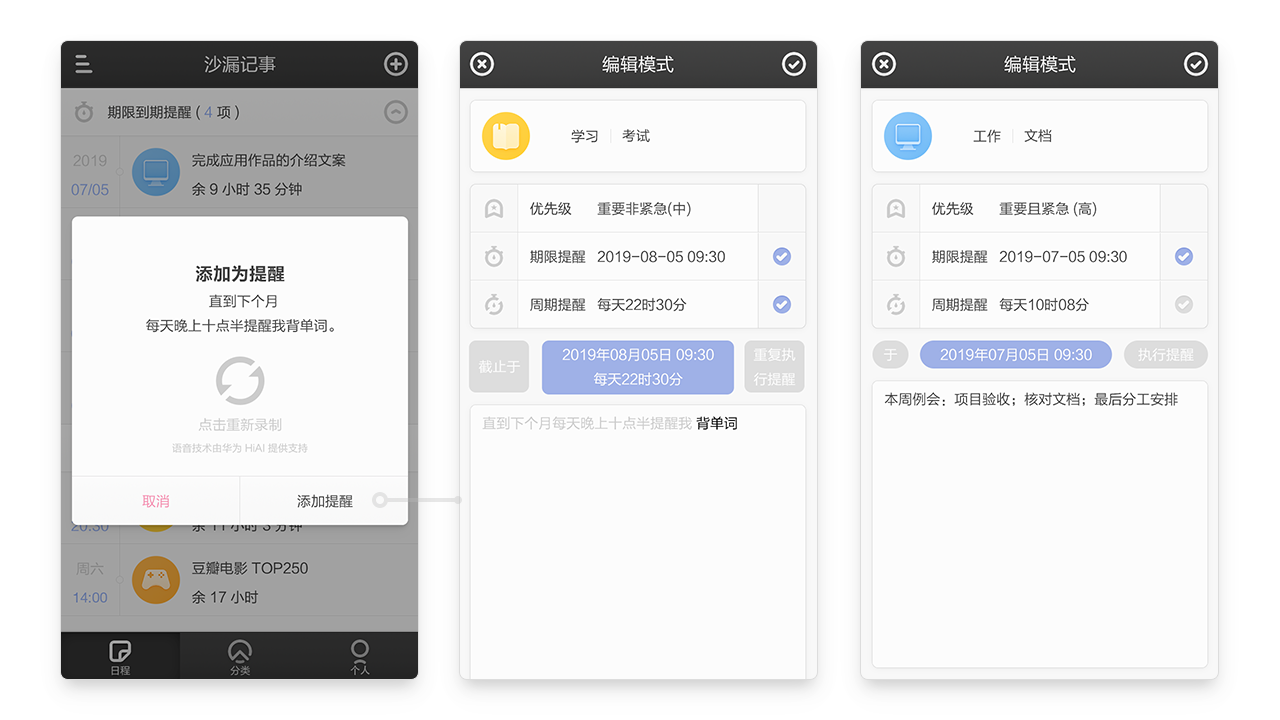 沙漏记事
期限到期提醒 ( 4 项 )
2019
07/05
完成应用作品的介绍文案
余 9 小时 35 分钟
添加为提醒
直到下个月
每天晚上十点半提醒我背单词。
点击重新录制
语音技术由华为 HiAI 提供支持
取消
添加提醒
20:30
余 11 小时 3 分钟
周六
14:00
豆瓣电影 TOP250
余 17 小时
日程
分类
个人
编辑模式
学习
考试
优先级
重要非紧急(中)
期限提醒
2019-08-05 09:30
周期提醒
每天22时30分
截止于
2019年08月05日 09:30
每天22时30分
重复执
行提醒
直到下个月每天晚上十点半提醒我 背单词
编辑模式
工作
文档
优先级
重要且紧急 (高)
期限提醒
2019-07-05 09:30
周期提醒
每天10时08分
于
2019年07月05日 09:30
执行提醒
本周例会：项目验收；核对文档；最后分工安排